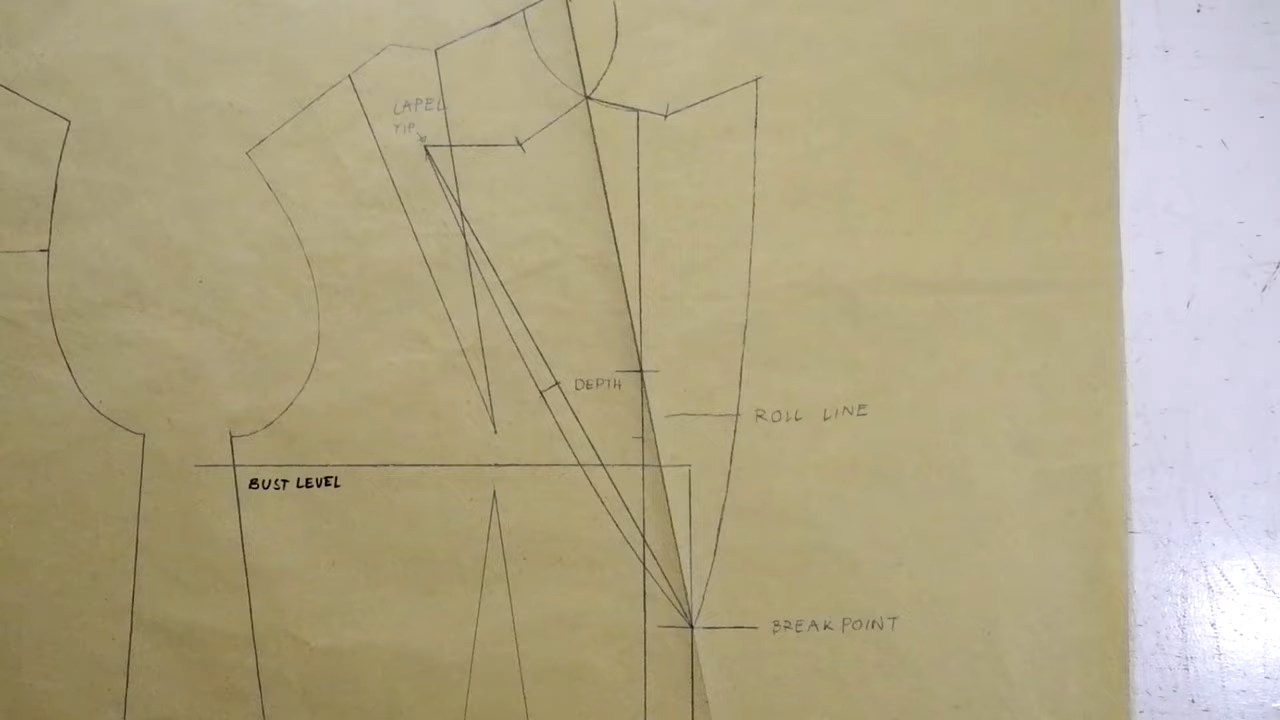 LAPEL
TIP
DEPTH
ROLL LINE
BUST LEVEL
BREAK POINT